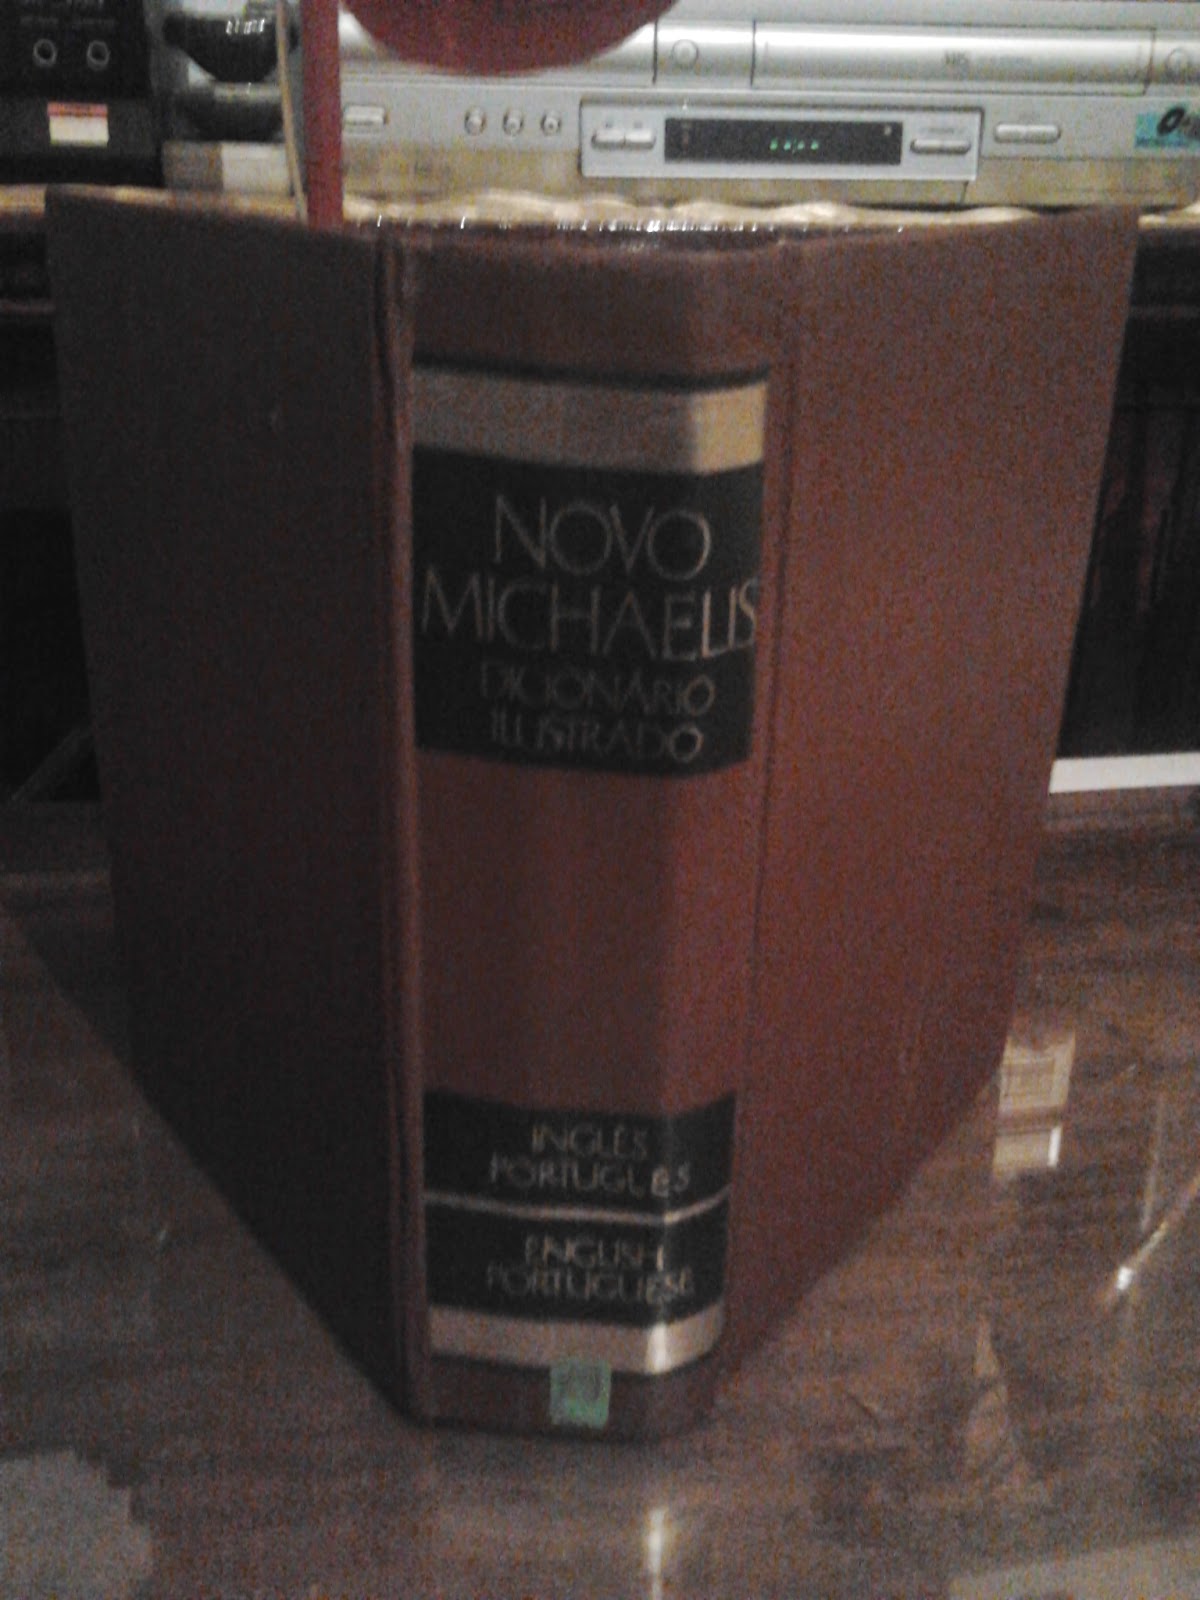 NOVO
MICHAELIS
DICIONÁRIO
ILUSTRADO
INGLÊS
PORTUGUÊS
ENGLISH
PORTUGUESE